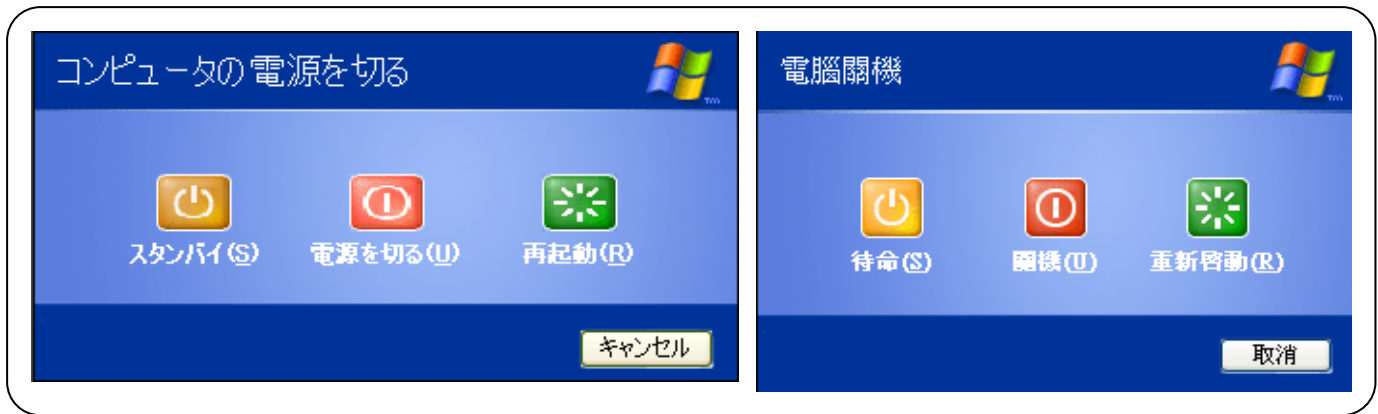 コンピュータの電源を切る
TM
スタンバイ(S)
電源を切る(U)
再起動(R)
キャンセル
電腦關機
TM
待命(S)
關機(U)
重新啓動(R)
取消